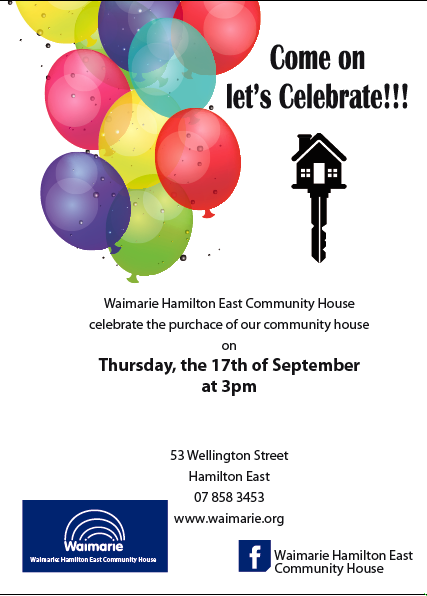 Come on
let's Celebrate!!!
Waimarie Hamilton East Community House
celebrate the purchace of our community house
on
Thursday, the 17th of September
at 3pm
53 Wellington Street
Hamilton East
07 858 3453
www.waimarie.org
Waimarie
Waimarie: Hamilton East Community House
f
Waimarie Hamilton East
Community House